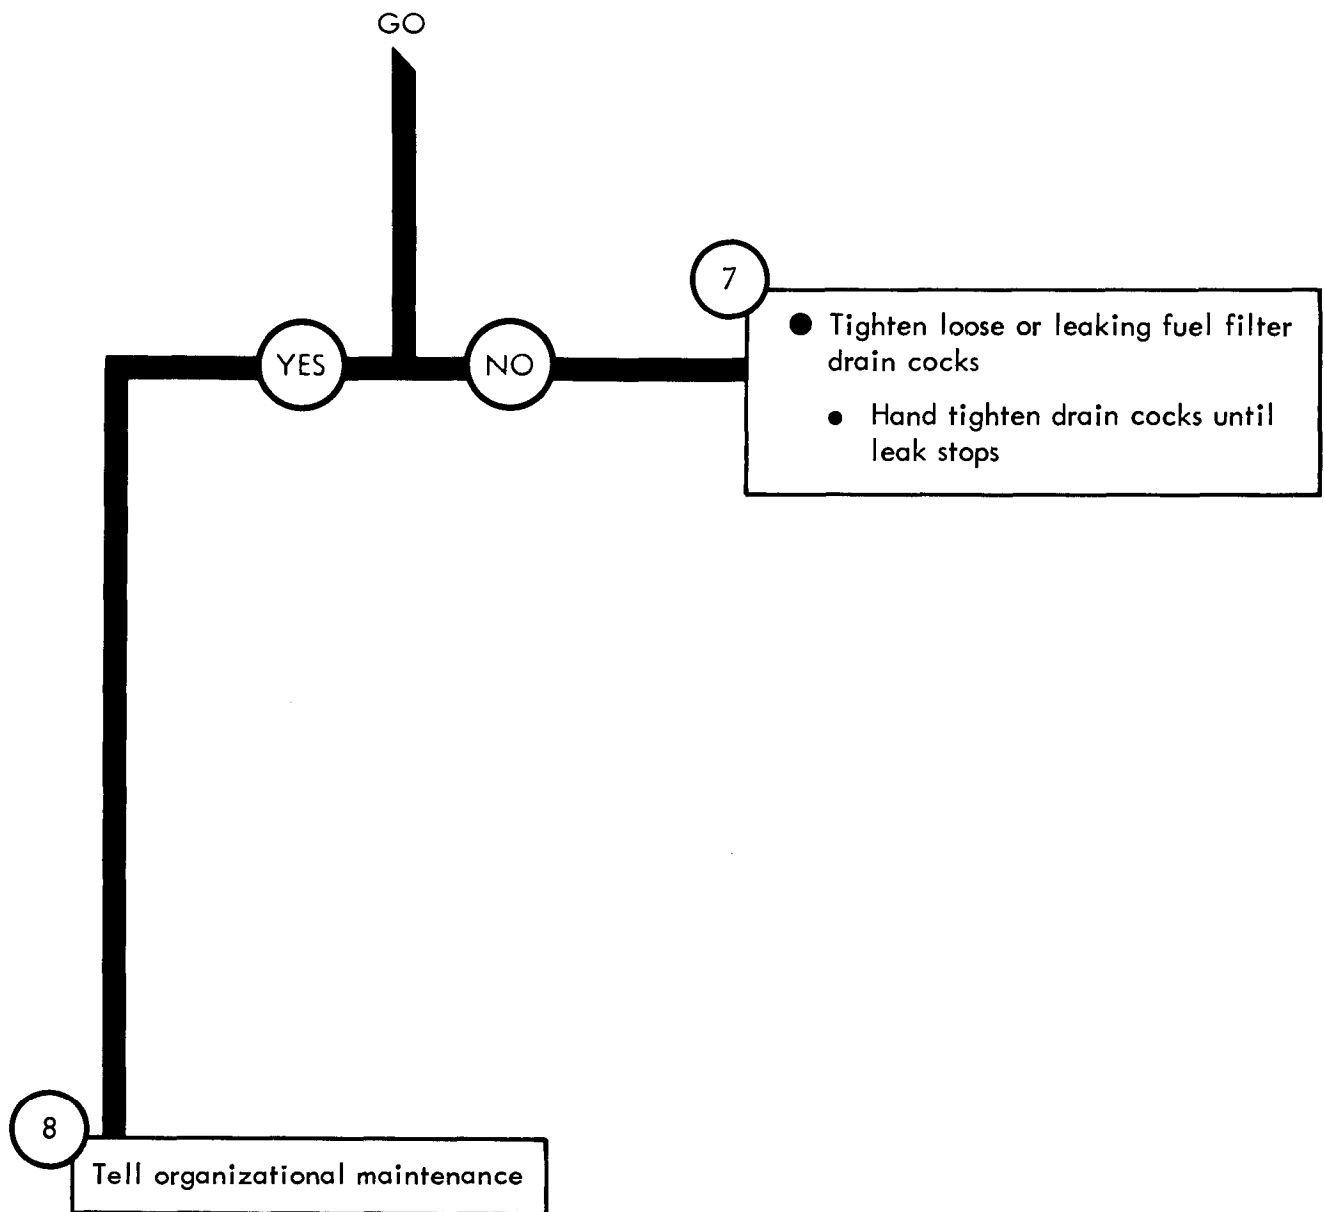 GO
YES
NO
7
● Tighten loose or leaking fuel filter
drain cocks
● Hand tighten drain cocks until
leak stops
8
Tell organizational maintenance